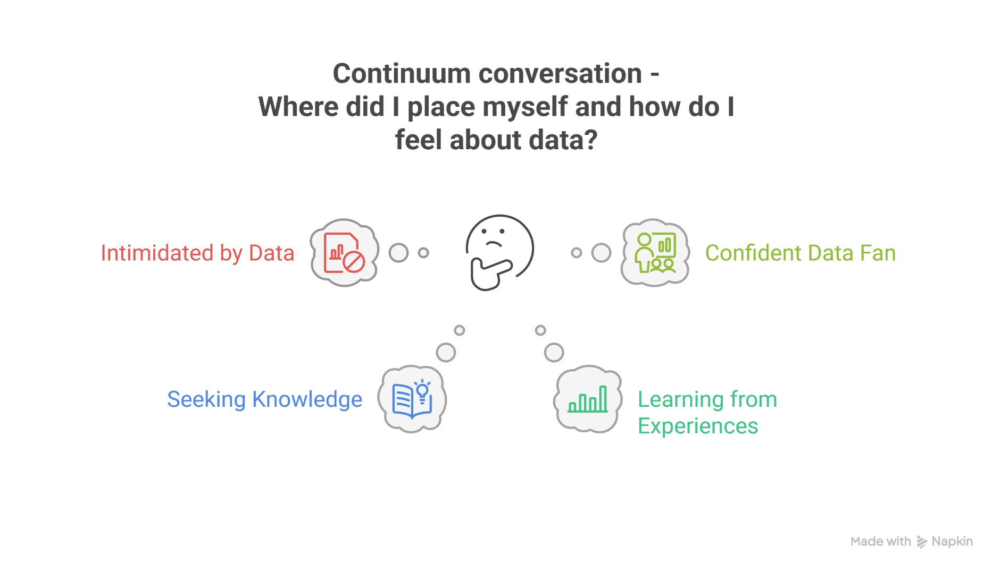 Continuum conversation -
Where did I place myself and how do I
feel about data?
Intimidated by Data
Confident Data Fan
Seeking Knowledge
Learning from
Experiences
Made with Napkin